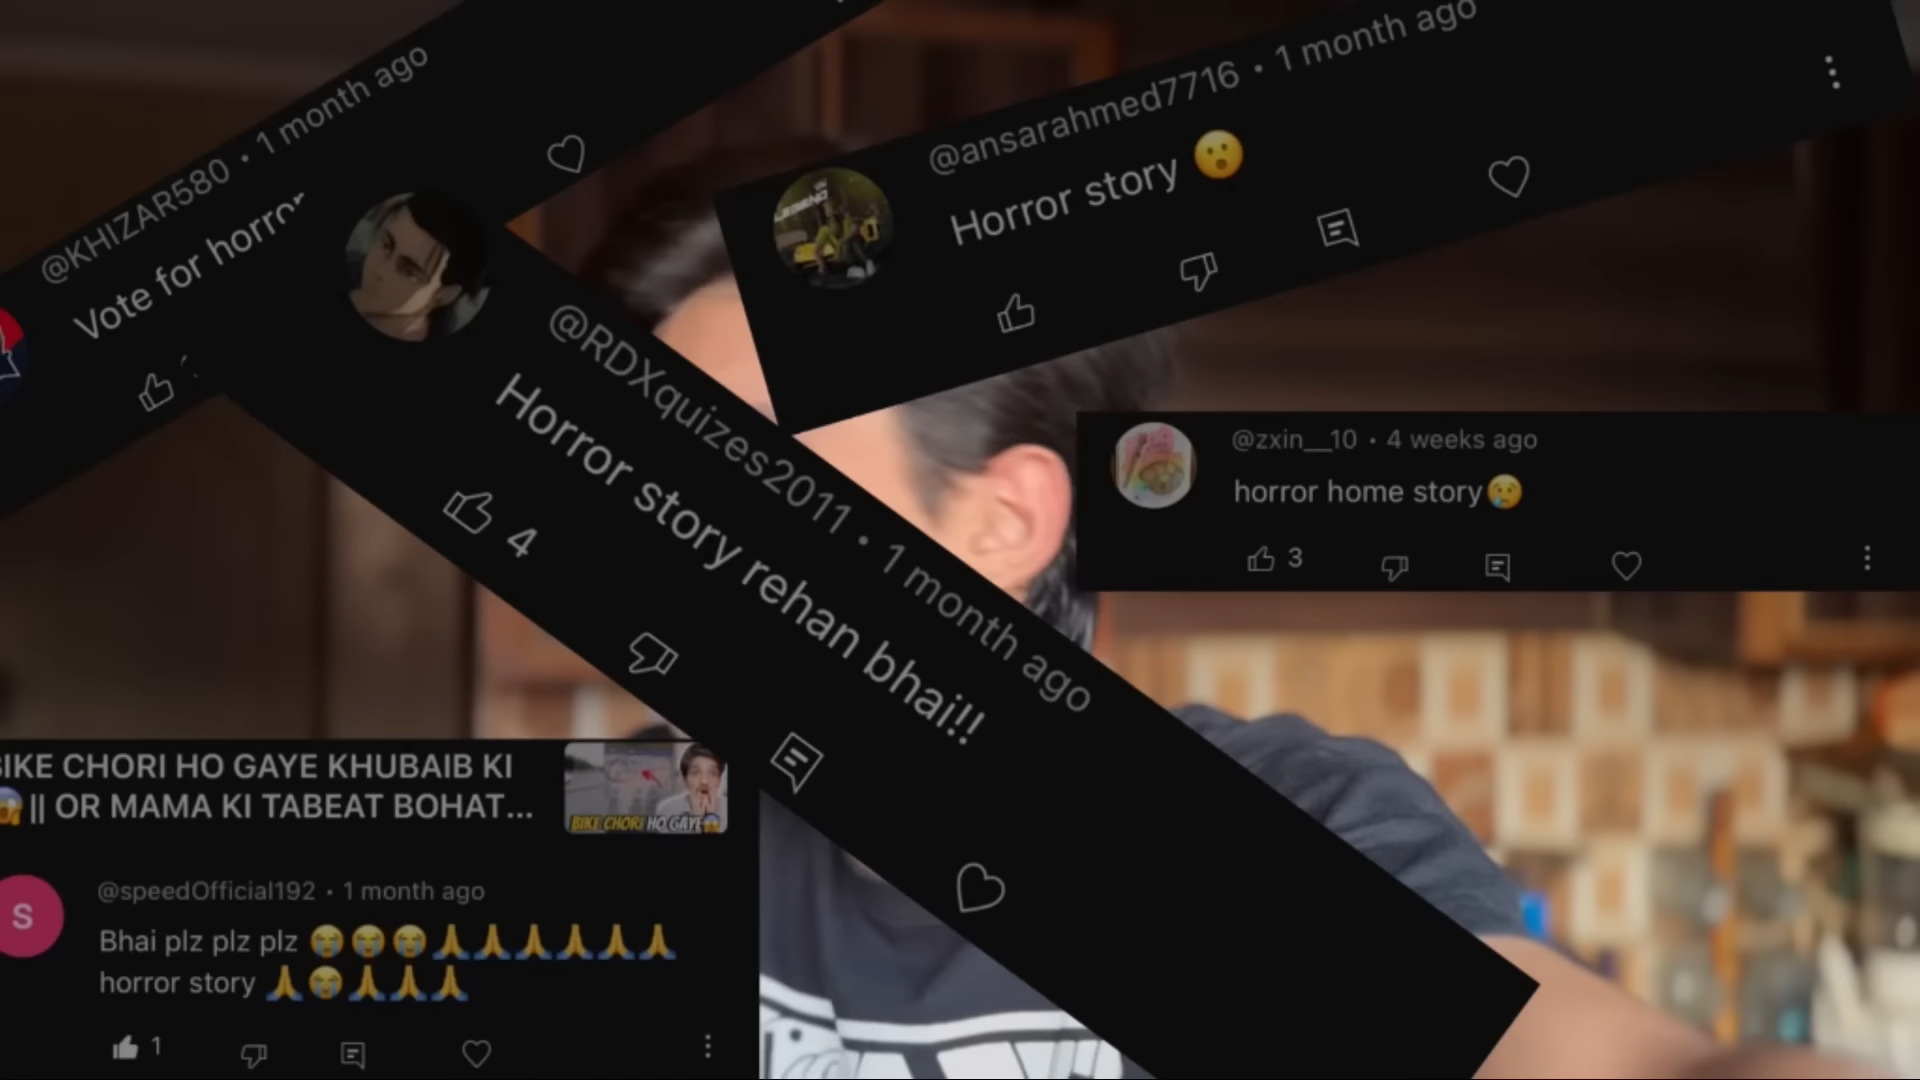 @KHIZAR580 • 1 month ago
Vote for horror
@ansarahmed7716 • 1 month ago
Horror story 😮
@RDXquizes2011 • 1 month ago
Horror story rehan bhai!!
4
@zxin__10 • 4 weeks ago
horror home story😢
3
BIKE CHORI HO GAYE KHUBAIB KI
😱 || OR MAMA KI TABEAT BOHAT...
BIKE CHORI HO GAYE😱
S
@speedOfficial192 • 1 month ago
Bhai plz plz plz 😭😭😭🙏🙏🙏🙏🙏🙏
horror story 🙏😭🙏🙏🙏
1